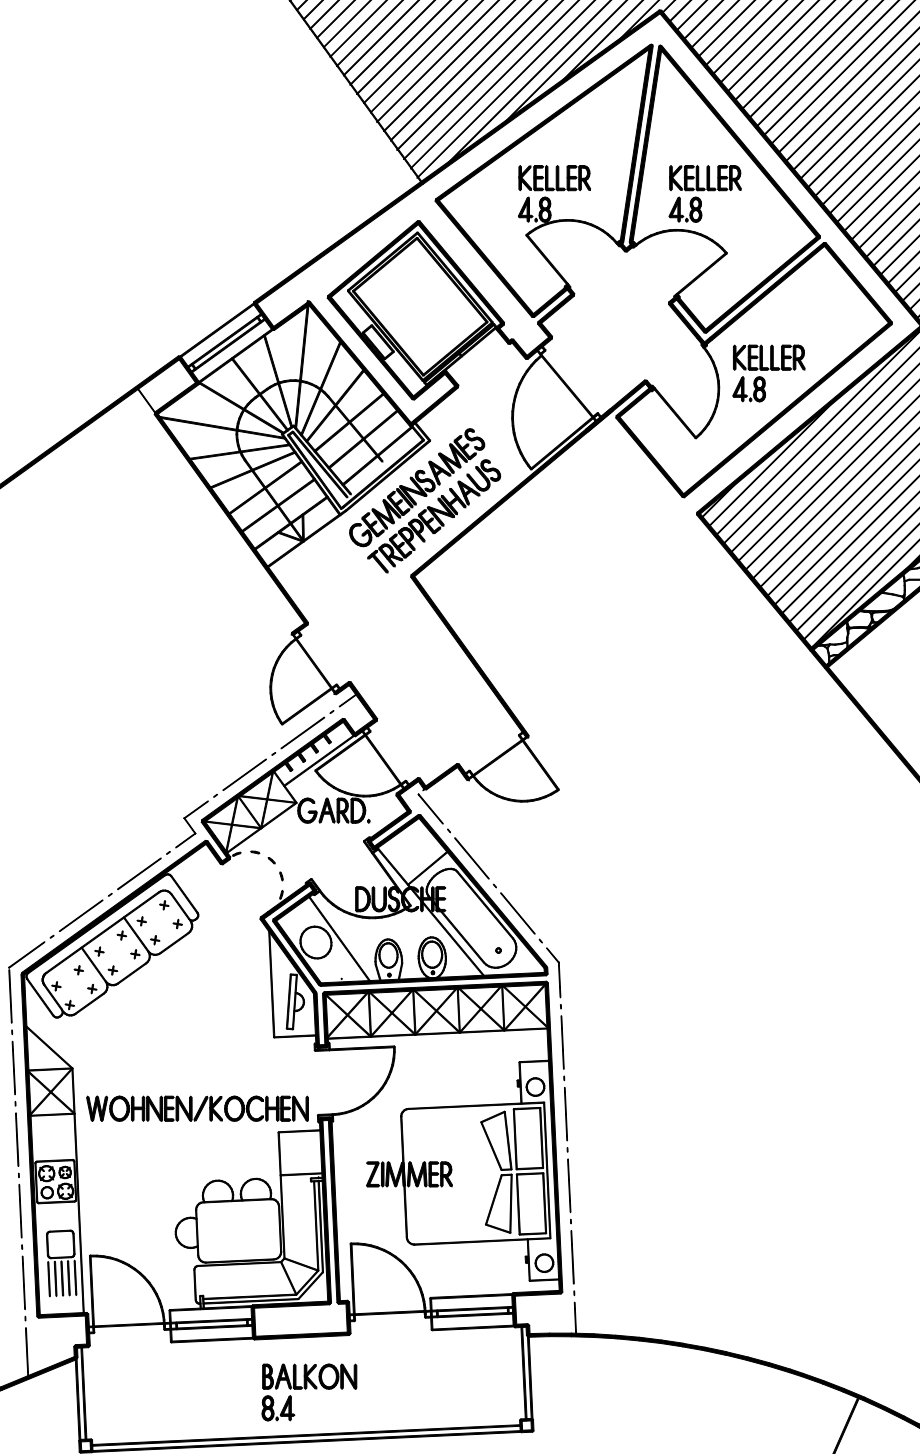 KELLER
4.8
KELLER
4.8
KELLER
4.8
GEMEINSAMES
TREPPENHAUS
GARD.
DUSCHE
WOHNEN/KOCHEN
ZIMMER
BALKON
8.4